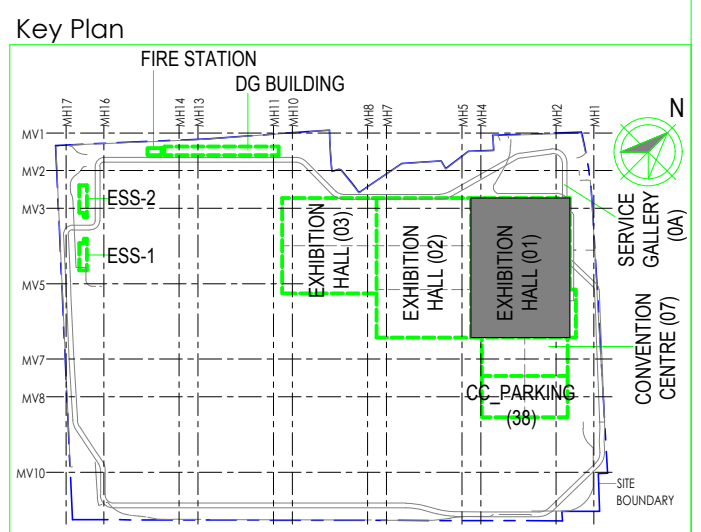 Key Plan
FIRE STATION
DG BUILDING
MH17
MH16
MH14
MH13
MH11
MH10
MH8
MH7
MH5
MH4
MH2
MH1
N
MV1
MV2
MV3
MV5
MV7
MV8
MV10
ESS-2
ESS-1
EXHIBITION
HALL (03)
EXHIBITION
HALL (02)
EXHIBITION
HALL (01)
SERVICE
GALLERY
(0A)
CONVENTION
CENTRE (07)
CC_PARKING
(38)
SITE
BOUNDARY